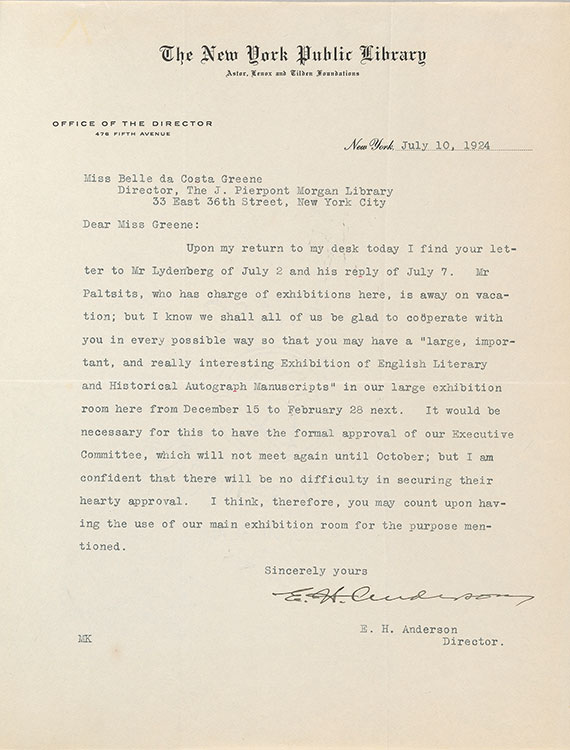 The New York Public Library
Astor, Lenox and Tilden Foundations
OFFICE OF THE DIRECTOR
476 FIFTH AVENUE
New York, July 10, 1924
Miss Belle da Costa Greene
Director, The J. Pierpont Morgan Library
33 East 36th Street, New York City
Dear Miss Greene:
Upon my return to my desk today I find your let-
ter to Mr Lydenberg of July 2 and his reply of July 7. Mr
Paltsits, who has charge of exhibitions here, is away on vaca-
tion; but I know we shall all of us be glad to coöperate with
you in every possible way so that you may have a "large, impor-
tant, and really interesting Exhibition of English Literary
and Historical Autograph Manuscripts" in our large exhibition
room here from December 15 to February 28 next. It would be
necessary for this to have the formal approval of our Executive
Committee, which will not meet again until October; but I am
confident that there will be no difficulty in securing their
hearty approval. I think, therefore, you may count upon hav-
ing the use of our main exhibition room for the purpose men-
tioned.
Sincerely yours
E. H. Anderson
E. H. Anderson
Director.
MK